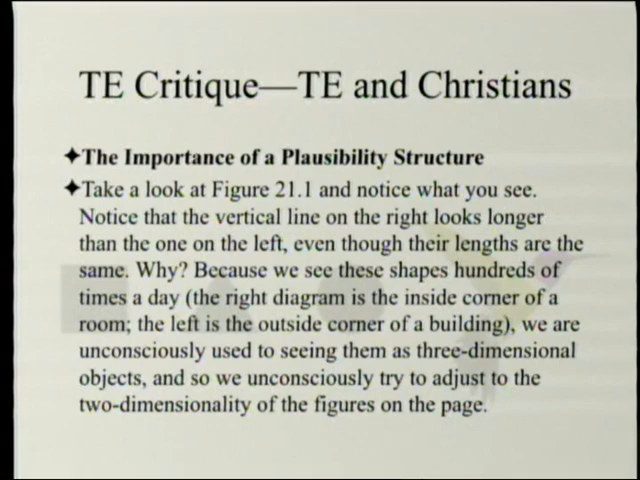 TE Critique—TE and Christians
✦The Importance of a Plausibility Structure
✦Take a look at Figure 21.1 and notice what you see.
Notice that the vertical line on the right looks longer
than the one on the left, even though their lengths are the
same. Why? Because we see these shapes hundreds of
times a day (the right diagram is the inside corner of a
room; the left is the outside corner of a building), we are
unconsciously used to seeing them as three-dimensional
objects, and so we unconsciously try to adjust to the
two-dimensionality of the figures on the page.